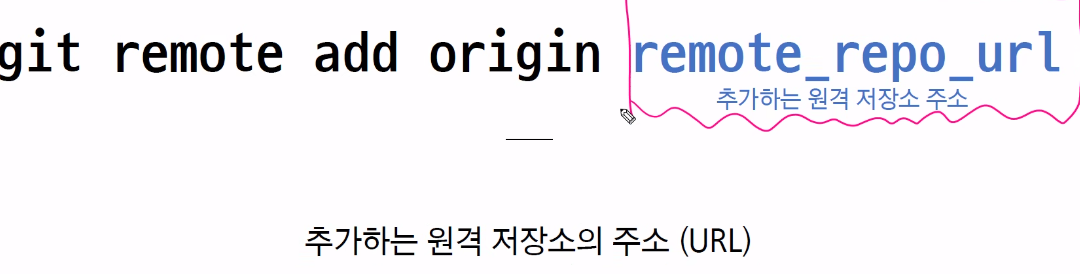 git remote add origin remote_repo_url
추가하는 원격 저장소 주소
추가하는 원격 저장소의 주소 (URL)